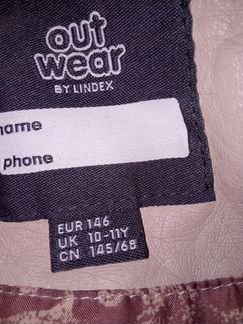 out
wear
BY LINDEX
name
phone
EUR 146
UK 10-11Y
CN 145/68